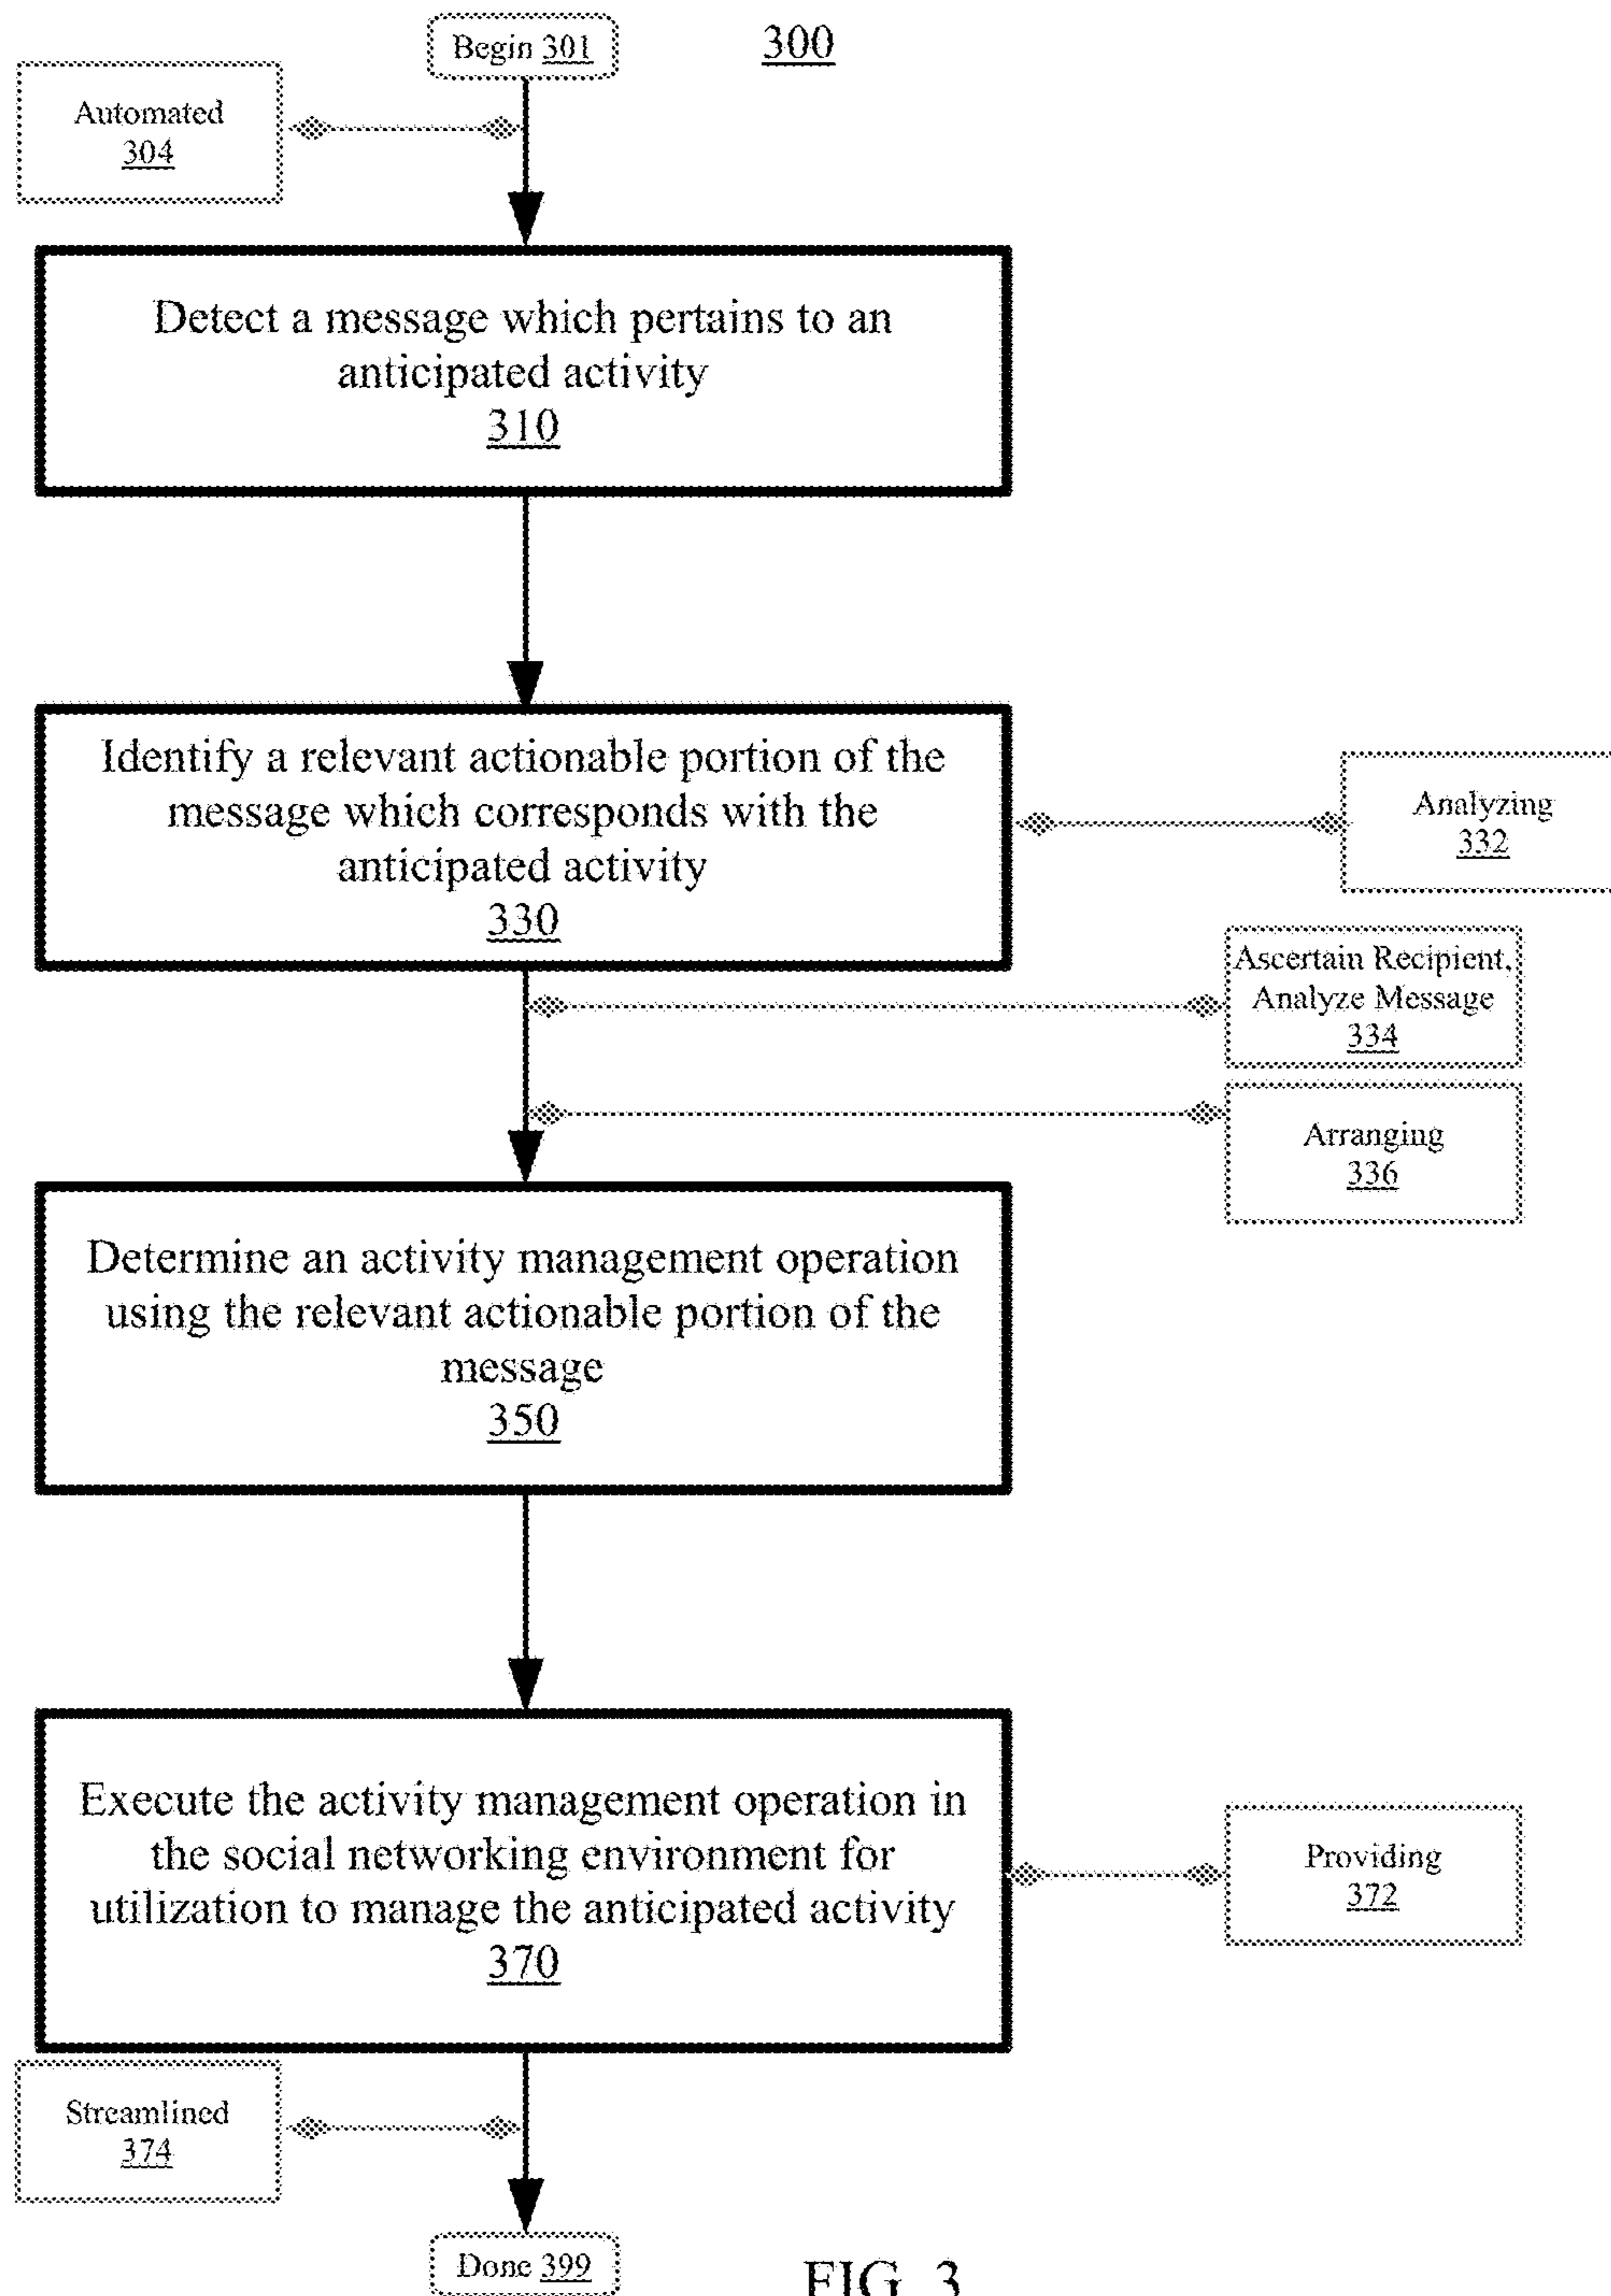 Begin 301
300
Automated
304
Detect a message which pertains to an
anticipated activity
310
Identify a relevant actionable portion of the
message which corresponds with the
anticipated activity
330
Analyzing
332
Ascertain Recipient,
Analyze Message
334
Arranging
336
Determine an activity management operation
using the relevant actionable portion of the
message
350
Execute the activity management operation in
the social networking environment for
utilization to manage the anticipated activity
370
Providing
372
Streamlined
374
Done 399
FIG. 3